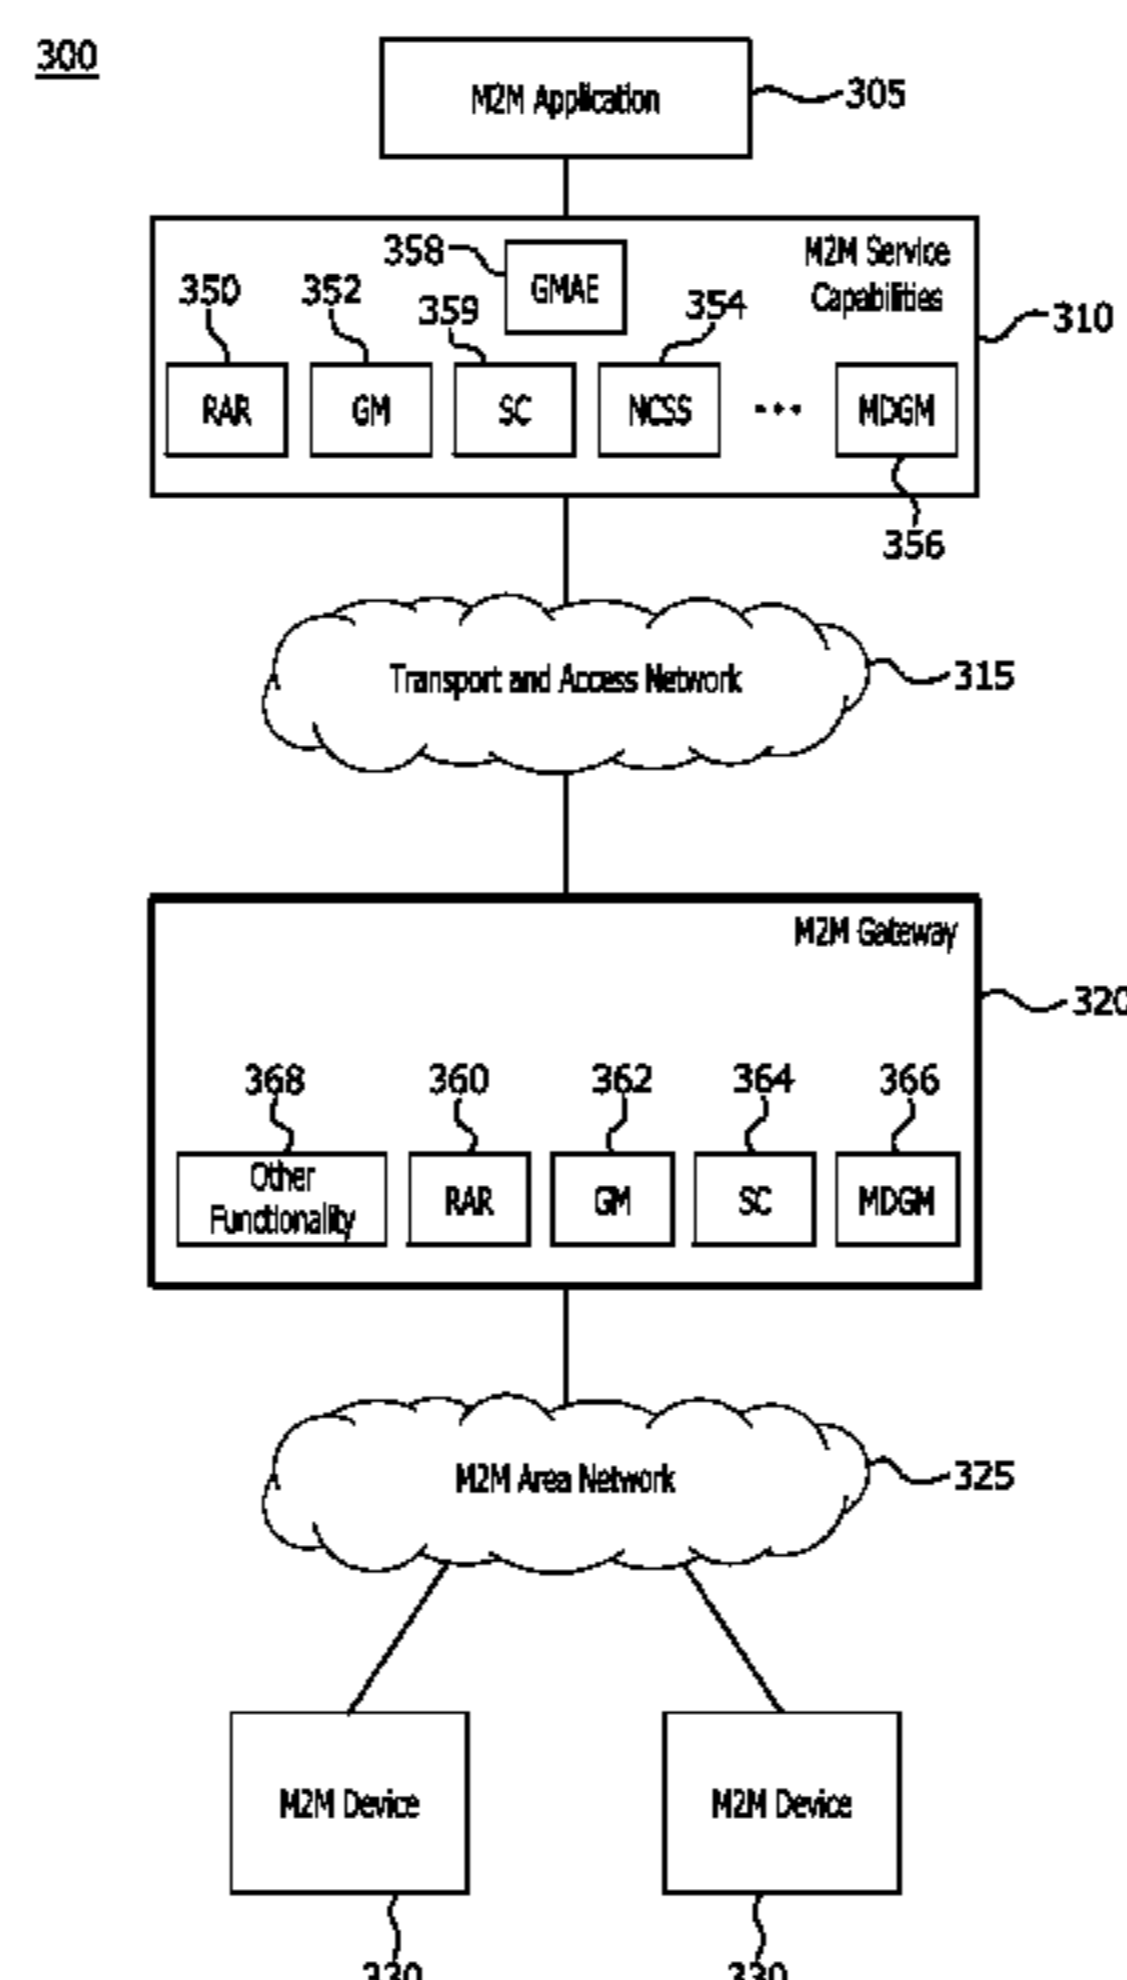 300
M2M Application
305
358
GMAE
M2M Service
Capabilities
350
352
359
354
310
RAR
GM
SC
NCSS
...
MDGM
356
Transport and Access Network
315
M2M Gateway
320
368
360
362
364
366
Other
Functionality
RAR
GM
SC
MDGM
M2M Area Network
325
M2M Device
M2M Device
330
330